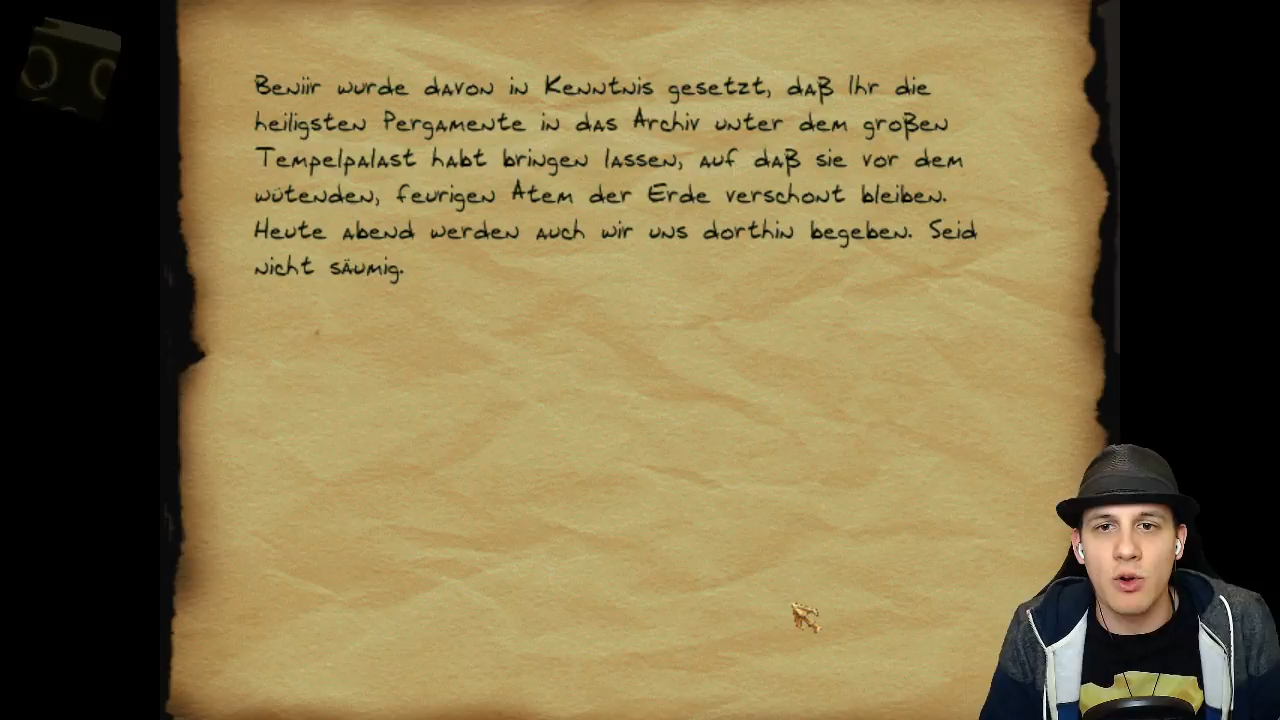 Beniir wurde davon in Kenntnis gesetzt, daß Ihr die
heiligsten Pergamente in das Archiv unter dem großen
Tempelpalast habt bringen lassen, auf daß sie vor dem
wütenden, feurigen Atem der Erde verschont bleiben.
Heute abend werden auch wir uns dorthin begeben. Seid
nicht säumig.